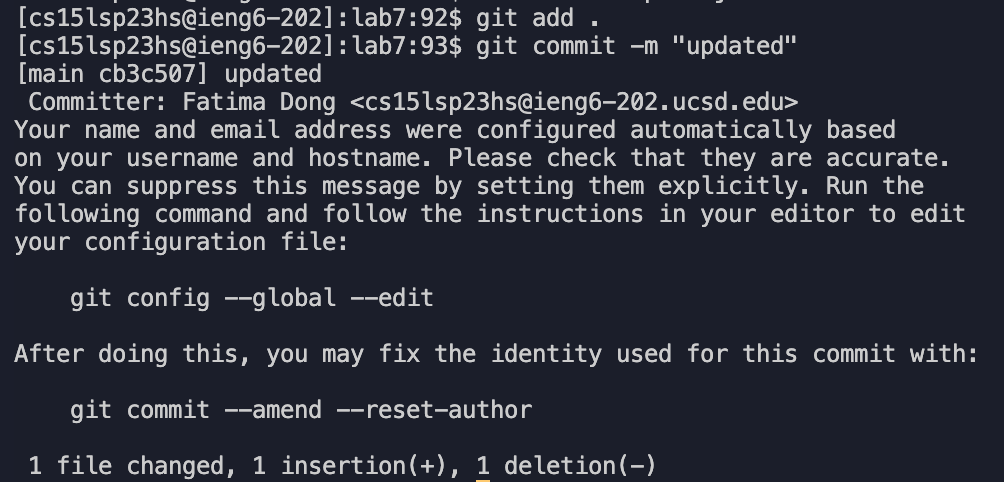 [cs15lsp23hs@ieng6-202]:lab7:92$ git add .
[cs15lsp23hs@ieng6-202]:lab7:93$ git commit -m "updated"
[main cb3c507] updated
 Committer: Fatima Dong <cs15lsp23hs@ieng6-202.ucsd.edu>
Your name and email address were configured automatically based
on your username and hostname. Please check that they are accurate.
You can suppress this message by setting them explicitly. Run the
following command and follow the instructions in your editor to edit
your configuration file:

    git config --global --edit

After doing this, you may fix the identity used for this commit with:

    git commit --amend --reset-author

 1 file changed, 1 insertion(+), 1 deletion(-)